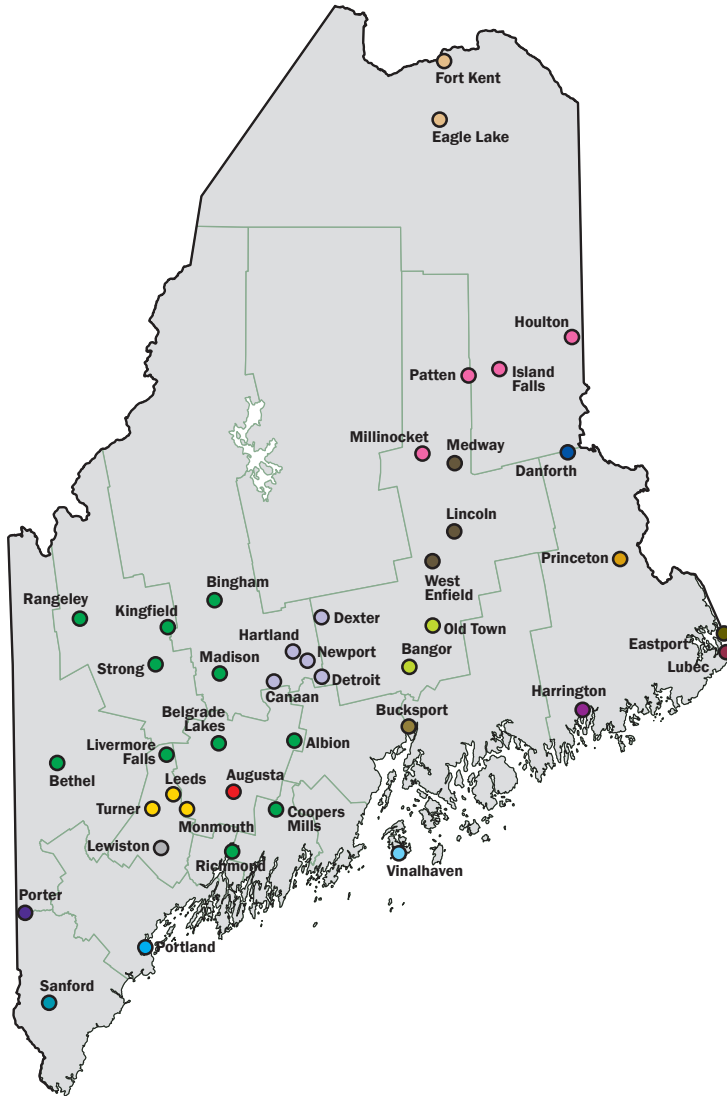 Fort Kent
Eagle Lake
Houlton
Patten
Island
Falls
Millinocket
Medway
Danforth
Lincoln
Princeton
West
Enfield
Bingham
Rangeley
Kingfield
Dexter
Old Town
Hartland
Newport
Eastport
Strong
Madison
Bangor
Lubec
Detroit
Canaan
Harrington
Belgrade
Lakes
Bucksport
Livermore
Falls
Albion
Bethel
Leeds
Augusta
Turner
Coopers
Mills
Monmouth
Lewiston
Richmond
Vinalhaven
Porter
Portland
Sanford